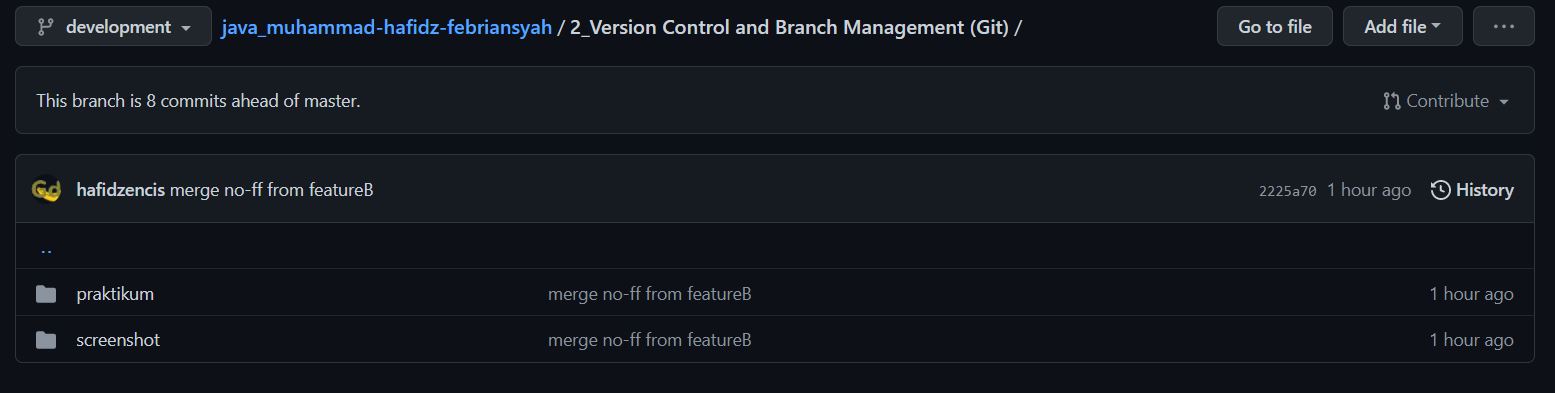 development java_muhammad-hafidz-febriansyah / 2_Version Control and Branch Management (Git) / Go to file Add file ...
This branch is 8 commits ahead of master. Contribute
Gd hafidzencis merge no-ff from featureB 2225a70 1 hour ago History
..
praktikum merge no-ff from featureB 1 hour ago
screenshot merge no-ff from featureB 1 hour ago